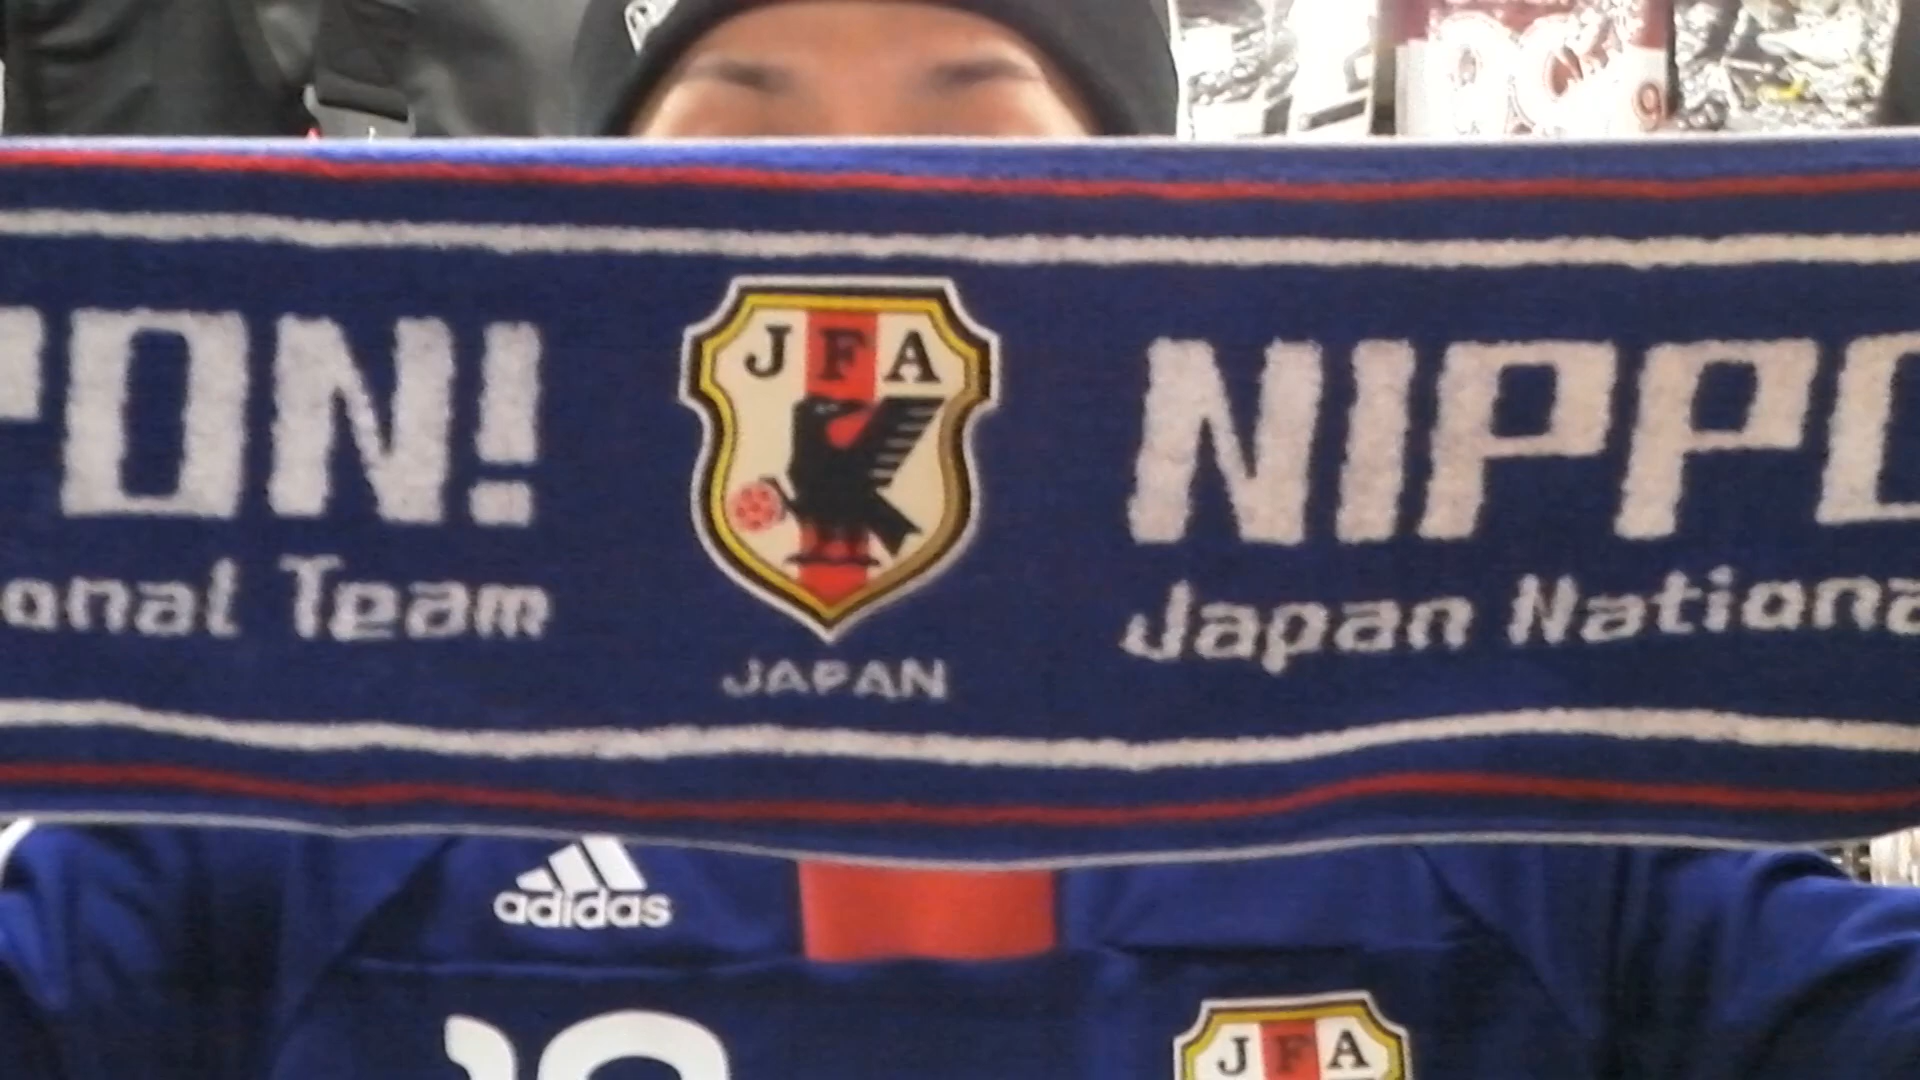 PON!
JFA
NIPPO
onal Team
JAPAN
Japan Nationa
adidas
JFA